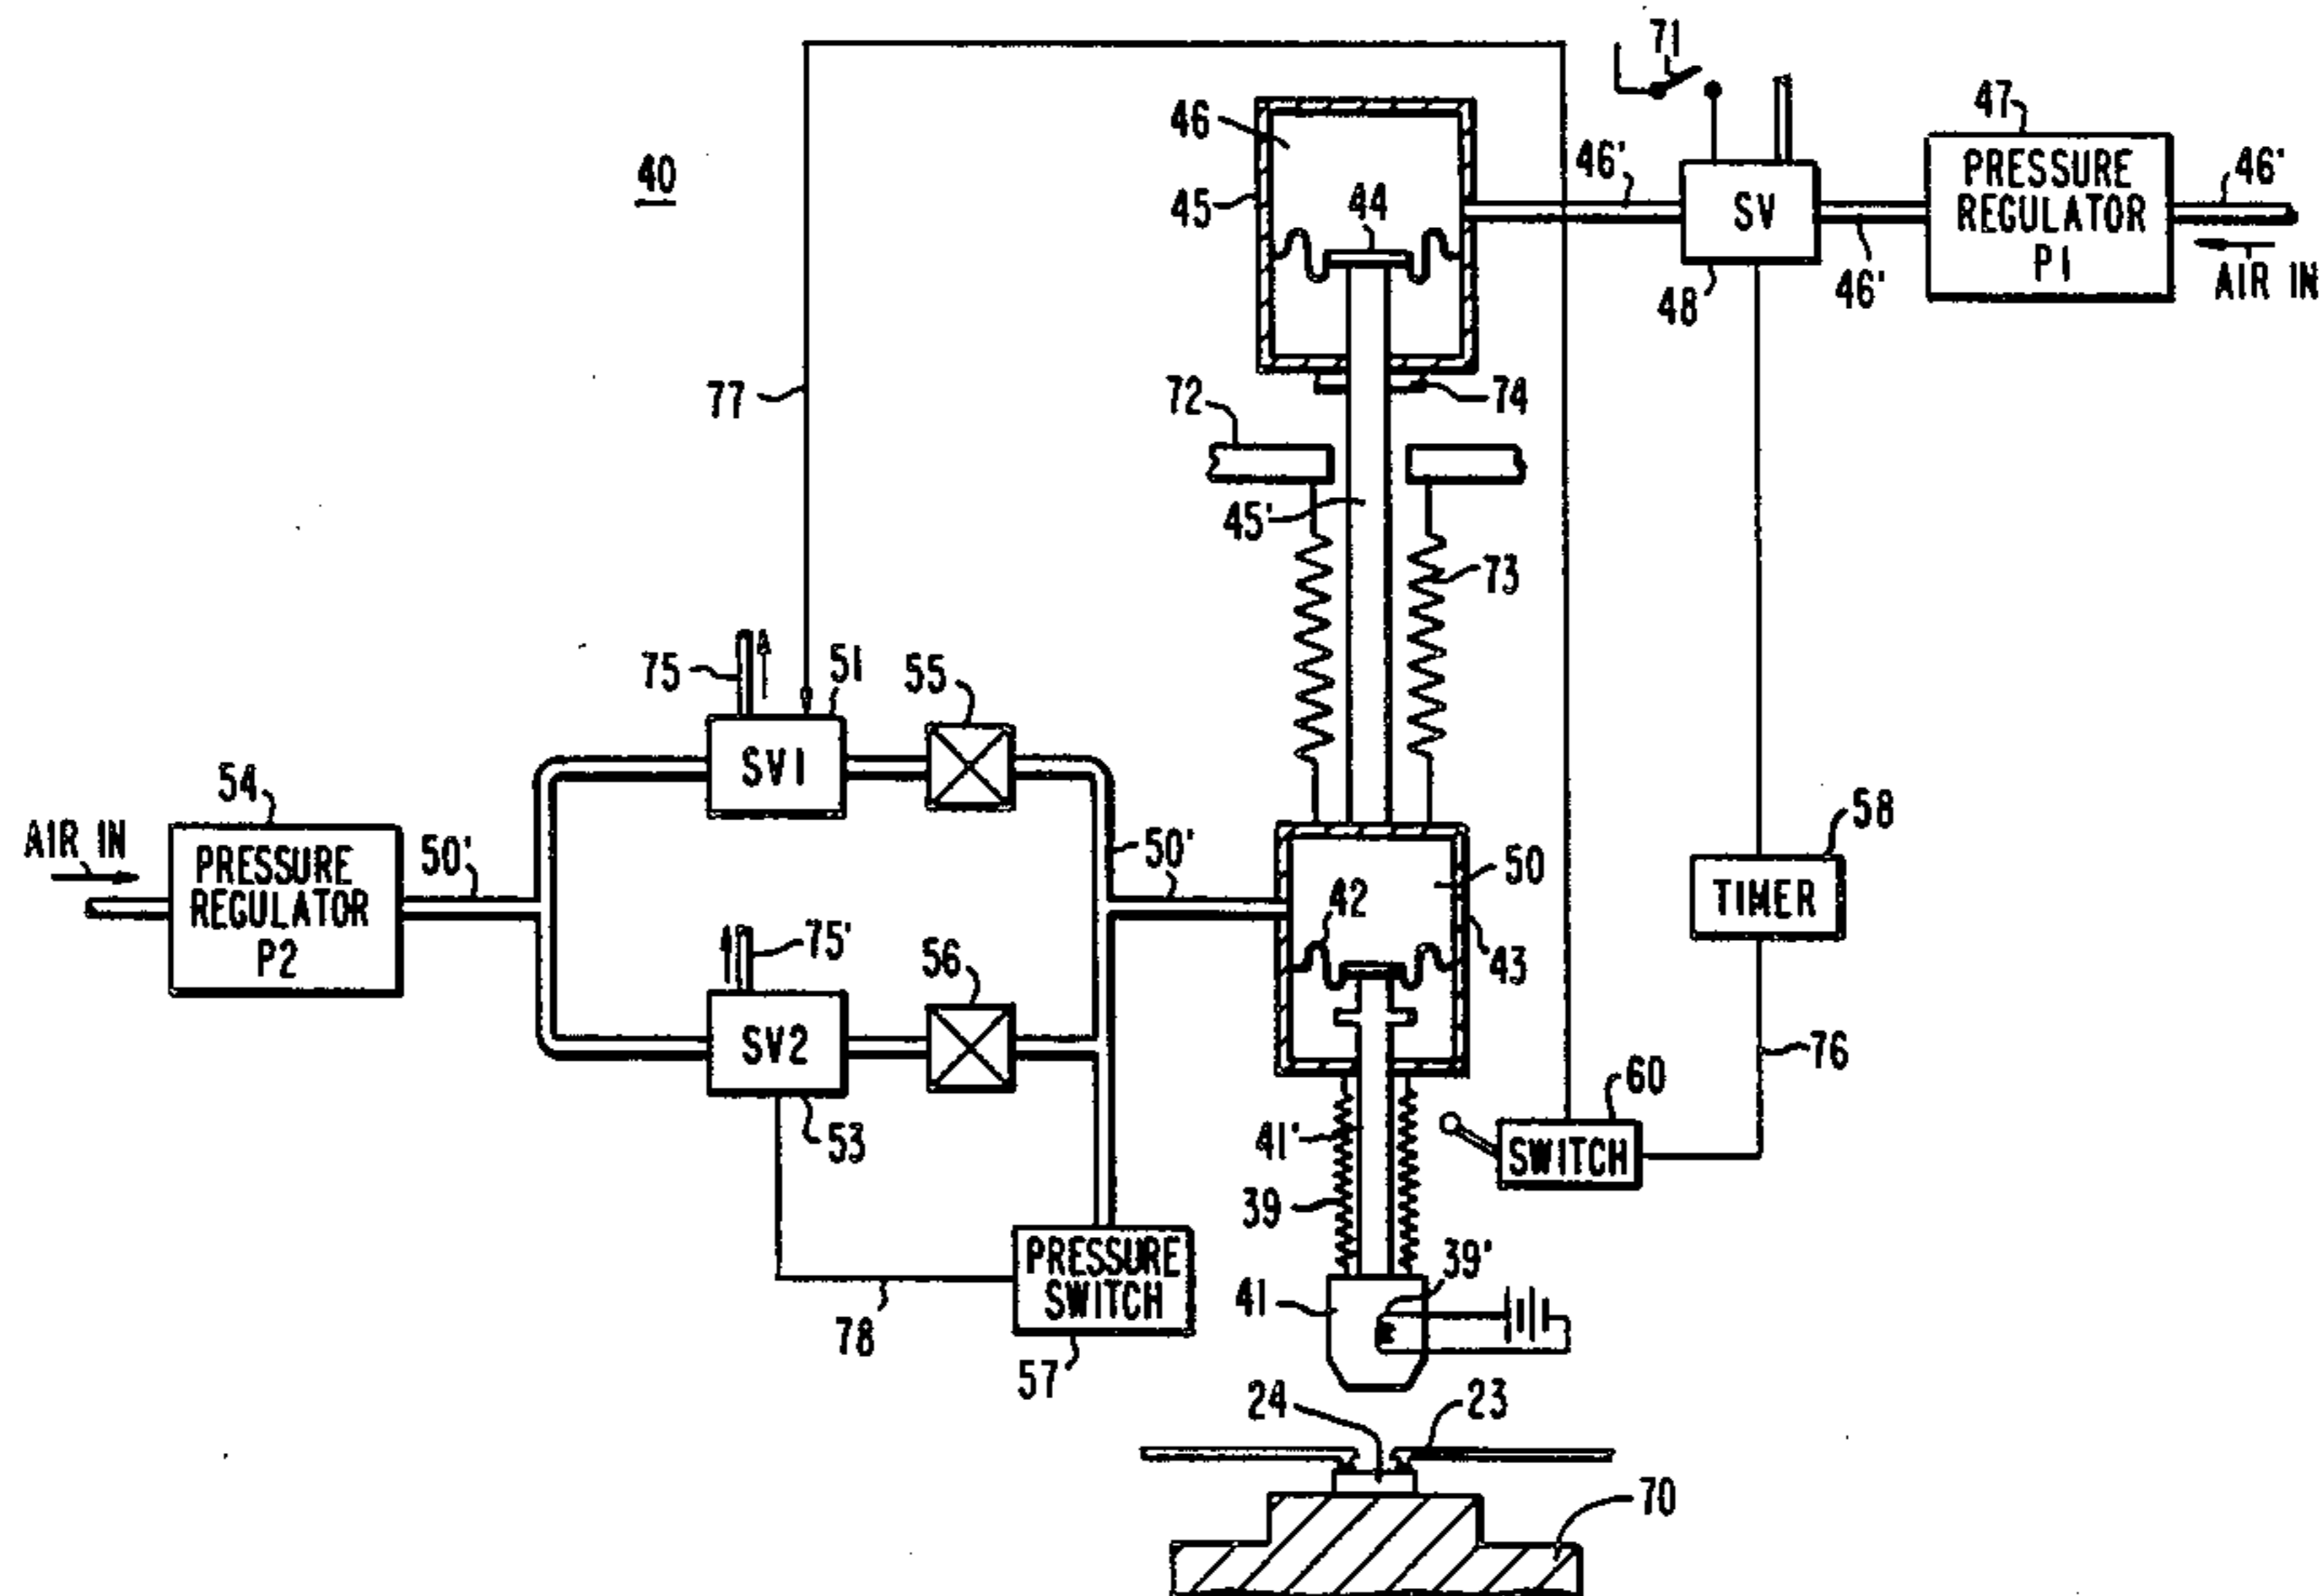 71
46
47
40
PRESSURE
REGULATOR
P1
46'
46'
45
44
SV
48
46'
AIR IN
77
72
74
45'
73
75
51
55
SV1
54
AIR IN
PRESSURE
REGULATOR
P2
50'
50'
50
58
TIMER
42
43
75'
56
SV2
53
76
60
41'
SWITCH
39
PRESSURE
SWITCH
39'
41
78
57
24
23
70